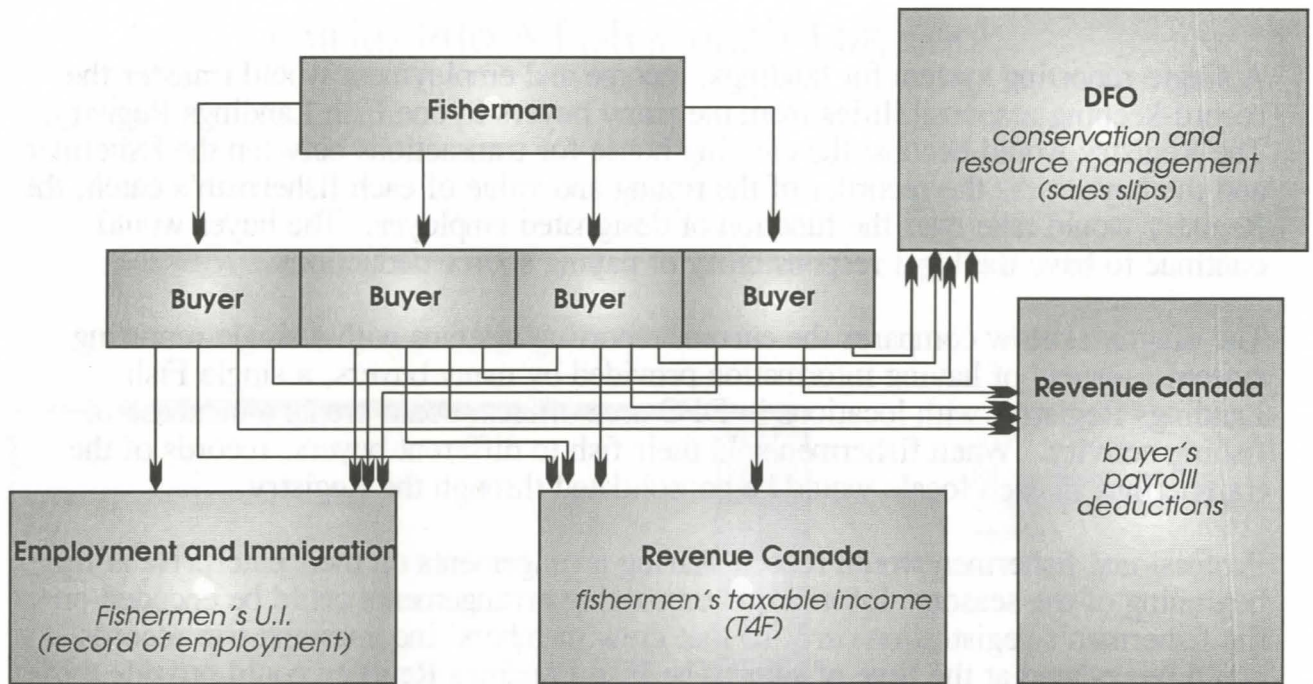 Fisherman
DFO
conservation and
resource management
(sales slips)
Buyer
Buyer
Buyer
Buyer
Revenue Canada
buyer's
payrolll
deductions
Employment and Immigration
Fishermen's U.I.
(record of employment)
Revenue Canada
fishermen's taxable income
(T4F)